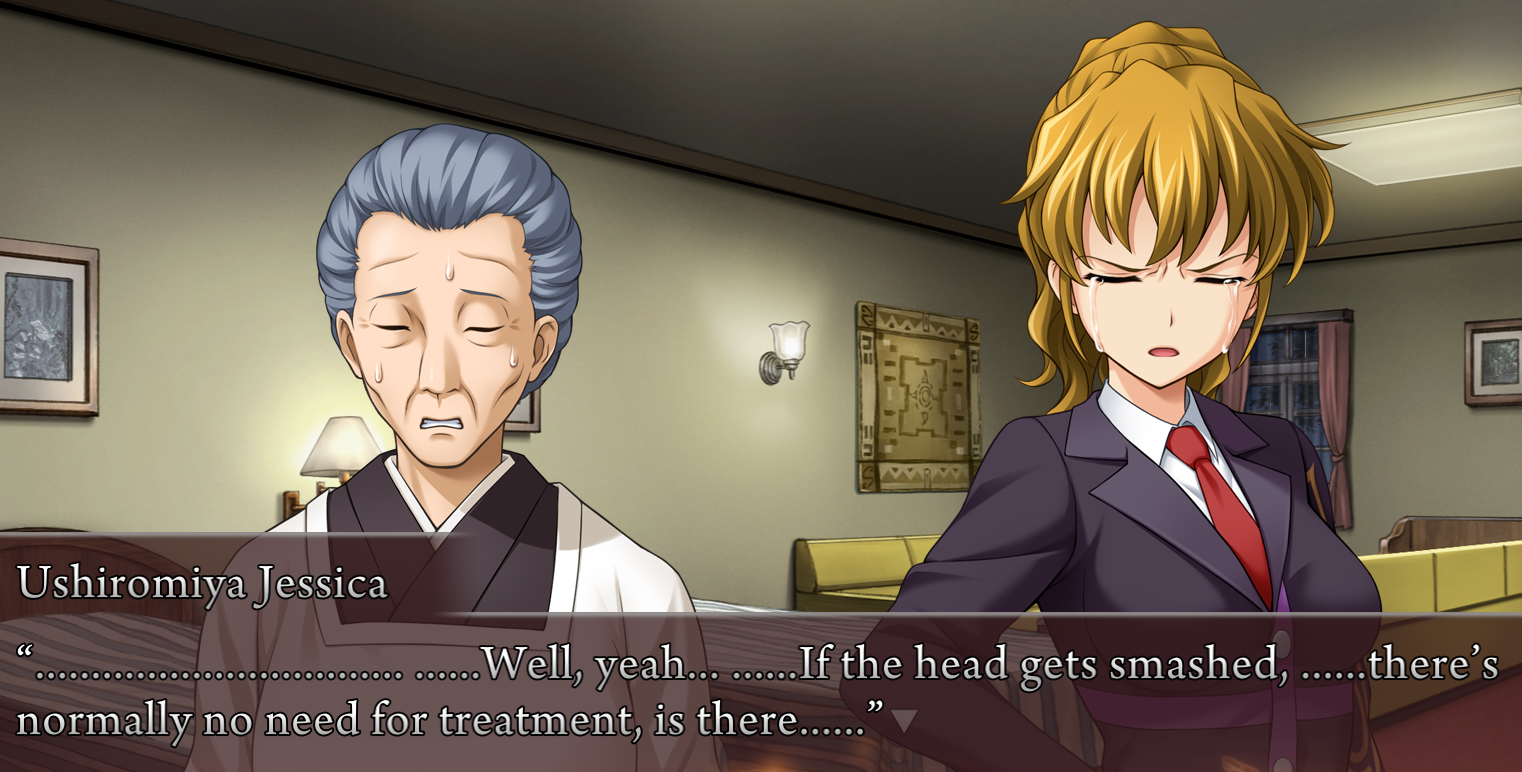 Ushiromiya Jessica
“................................. ......Well, yeah... ......If the head gets smashed, ......there’s
normally no need for treatment, is there......”